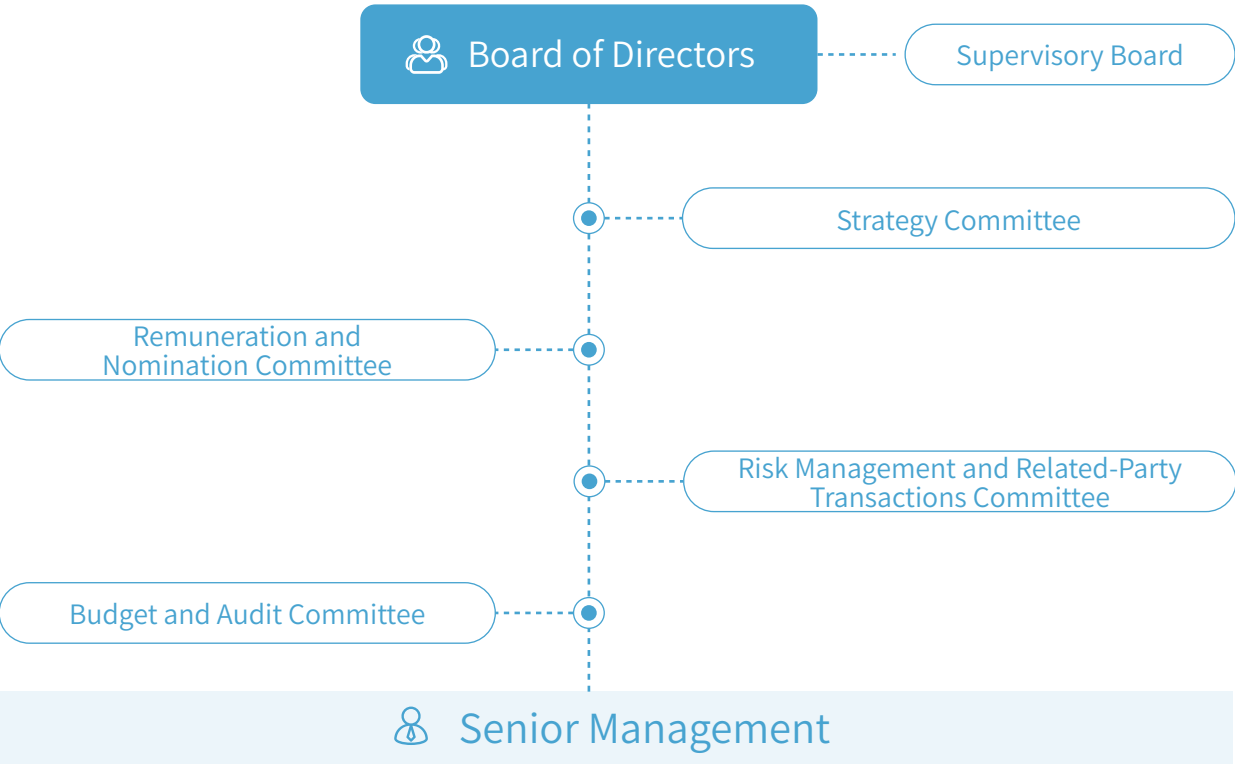 Board of Directors
Supervisory Board
Strategy Committee
Remuneration and
Nomination Committee
Risk Management and Related-Party
Transactions Committee
Budget and Audit Committee
Senior Management